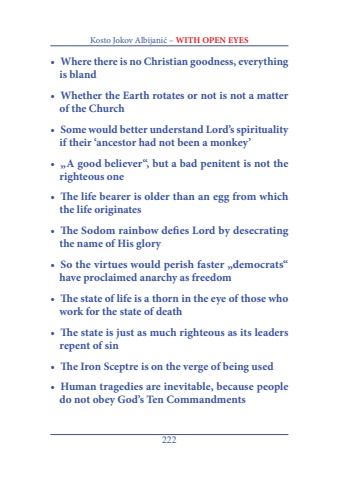 Kosto Jokov Albijanić – WITH OPEN EYES
• Where there is no Christian goodness, everything
is bland
• Whether the Earth rotates or not is not a matter
of the Church
• Some would better understand Lord's spirituality
if their ‘ancestor had not been a monkey’
• „A good believer“, but a bad penitent is not the
righteous one
• The life bearer is older than an egg from which
the life originates
• The Sodom rainbow defies Lord by desecrating
the name of His glory
• So the virtues would perish faster „democrats“
have proclaimed anarchy as freedom
• The state of life is a thorn in the eye of those who
work for the state of death
• The state is just as much righteous as its leaders
repent of sin
• The Iron Sceptre is on the verge of being used
• Human tragedies are inevitable, because people
do not obey God's Ten Commandments
222